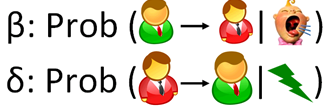 β: Prob ( → | )
δ: Prob ( → | )